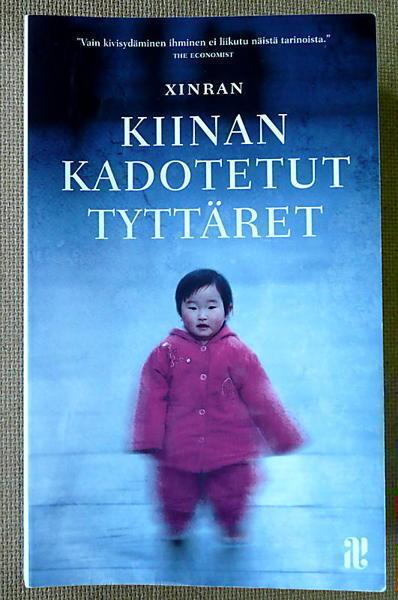 "Vain kivisydäminen ihminen ei liikutu näistä tarinoista."
THE ECONOMIST
XINRAN
KIINAN
KADOTETUT
TYTTÄRET